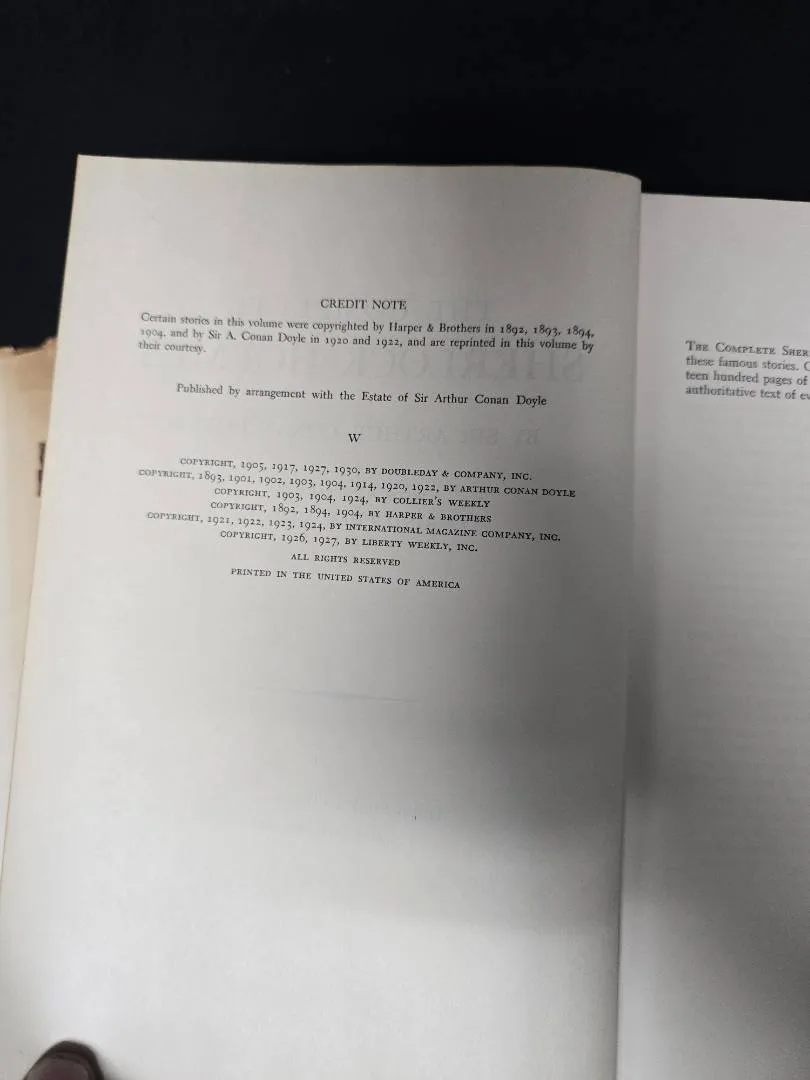 CREDIT NOTE
Certain stories in this volume were copyrighted by Harper & Brothers in 1892, 1893, 1894,
1904, and by Sir A. Conan Doyle in 1920 and 1922, and are reprinted in this volume by
their courtesy.
Published by arrangement with the Estate of Sir Arthur Conan Doyle
W
COPYRIGHT, 1905, 1917, 1927, 1930, BY DOUBLEDAY & COMPANY, INC.
COPYRIGHT, 1893, 1901, 1902, 1903, 1904, 1914, 1920, 1922, BY ARTHUR CONAN DOYLE
COPYRIGHT, 1903, 1904, 1924, BY COLLIER'S WEEKLY
COPYRIGHT, 1892, 1894, 1904, BY HARPER & BROTHERS
COPYRIGHT, 1921, 1922, 1923, 1924, BY INTERNATIONAL MAGAZINE COMPANY, INC.
COPYRIGHT, 1926, 1927, BY LIBERTY WEEKLY, INC.
ALL RIGHTS RESERVED
PRINTED IN THE UNITED STATES OF AMERICA
THE COMPLETE SHER
these famous stories.
teen hundred pages of
authoritative text of